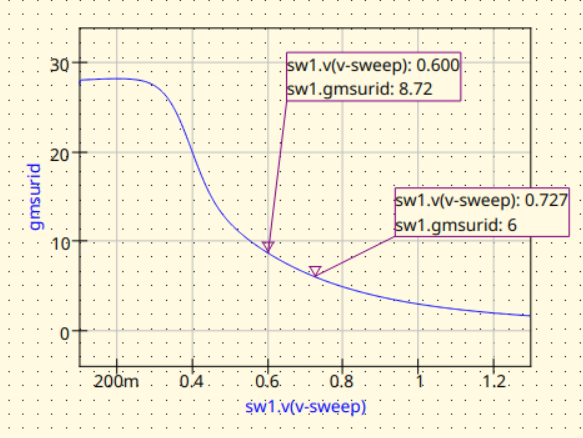 30
20
10
0
gmsurid
sw1.v(v-sweep): 0.600
sw1.gmsurid: 8.72
sw1.v(v-sweep): 0.727
sw1.gmsurid: 6
200m 0.4 0.6 0.8 1 1.2
sw1.v(v-sweep)